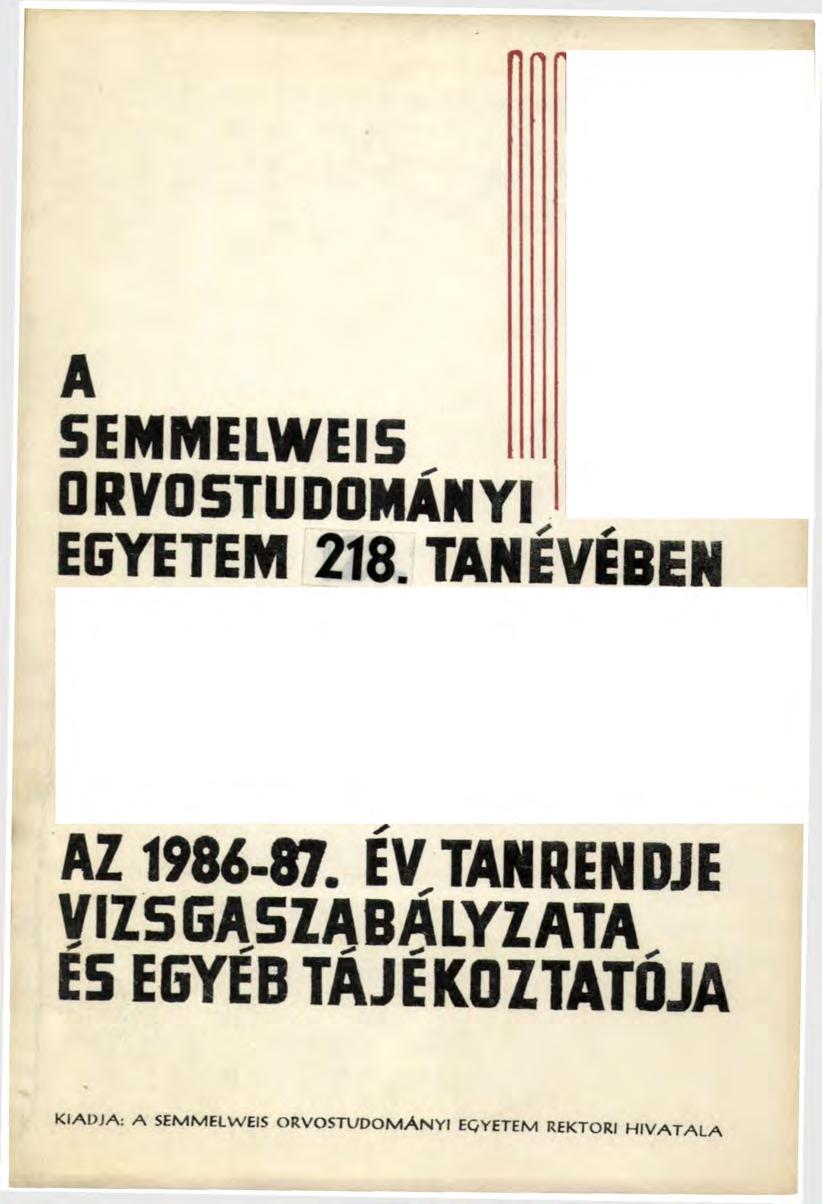 A
SEMMELWEIS
ORVOSTUDOMÁNYI
EGYETEM 218. TANÉVÉBEN
AZ 1986-87. ÉV TANRENDJE
VIZSGASZABÁLYZATA
ÉS EGYÉB TÁJÉKOZTATÓJA
KIADJA: A SEMMELWEIS ORVOSTUDOMÁNYI EGYETEM REKTORI HIVATALA